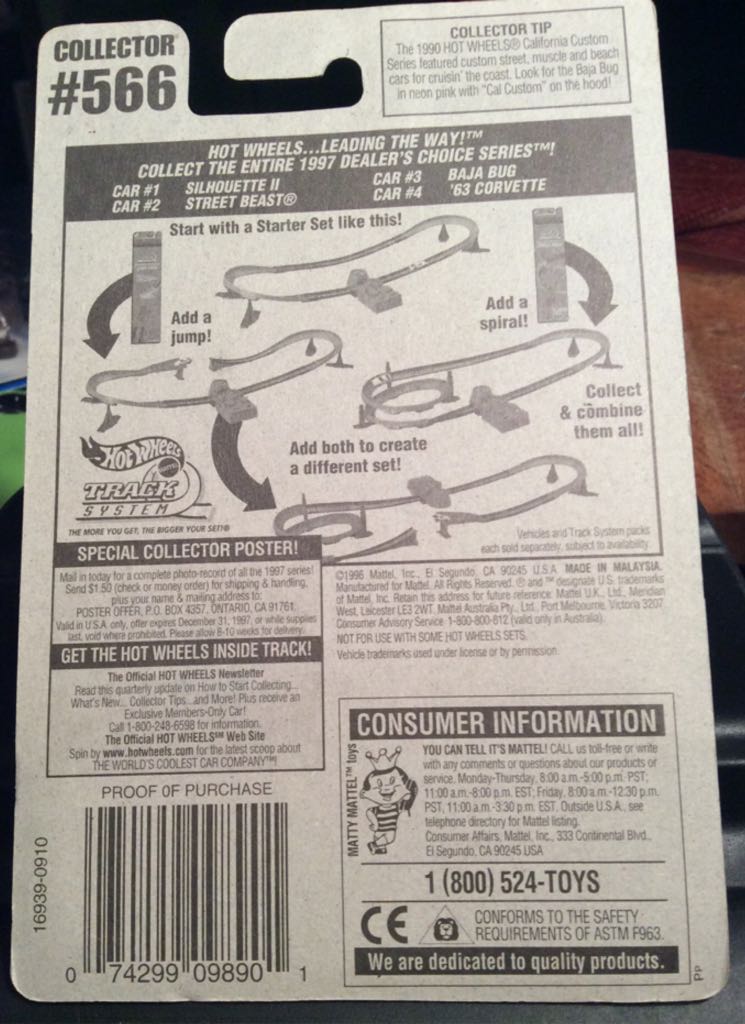 COLLECTOR
#566
COLLECTOR TIP
The 1990 HOT WHEELS® California Custom
Series featured custom street, muscle and beach
cars for cruisin' the coast. Look for the Baja Bug
in neon pink with "Cal Custom" on the hood!
HOT WHEELS...LEADING THE WAY!™
COLLECT THE ENTIRE 1997 DEALER'S CHOICE SERIES™!
CAR #1 SILHOUETTE II CAR #3 BAJA BUG
CAR #2 STREET BEAST® CAR #4 '63 CORVETTE
Start with a Starter Set like this!
Add a
jump!
Add a
spiral!
Collect
& combine
them all!
Add both to create
a different set!
HOT WHEELS
MATTEL
TRACK
SYSTEM
THE MORE YOU GET, THE BIGGER YOUR SET!®
Vehicles and Track System packs
each sold separately, subject to availability.
SPECIAL COLLECTOR POSTER!
Mail in today for a complete photo-record of all the 1997 series!
Send $1.50 (check or money order) for shipping & handling,
plus your name & mailing address to:
POSTER OFFER, P.O. BOX 4357, ONTARIO, CA 91761.
Valid in U.S.A. only, offer expires December 31, 1997, or while supplies
last, void where prohibited. Please allow 8-10 weeks for delivery.
GET THE HOT WHEELS INSIDE TRACK!
The Official HOT WHEELS Newsletter
Read this quarterly update on How to Start Collecting...
What's New... Collector Tips...and More! Plus receive an
Exclusive Members-Only Car!
Call 1-800-248-6598 for information.
The Official HOT WHEELS℠ Web Site
Spin by www.hotwheels.com for the latest scoop about
THE WORLD'S COOLEST CAR COMPANY™!
©1996 Mattel, Inc., El Segundo, CA 90245 U.S.A. MADE IN MALAYSIA.
Manufactured for Mattel. All Rights Reserved. ® and ™ designate U.S. trademarks
of Mattel, Inc. Retain this address for future reference: Mattel U.K., Ltd., Meridian
West, Leicester LE3 2WT. Mattel Australia Pty., Ltd., Port Melbourne, Victoria 3207.
Consumer Advisory Service 1-800-800-812 (valid only in Australia).
NOT FOR USE WITH SOME HOT WHEELS SETS.
Vehicle trademarks used under license or by permission.
CONSUMER INFORMATION
MATTY MATTEL™ toys
YOU CAN TELL IT'S MATTEL! CALL us toll-free or write
with any comments or questions about our products or
service, Monday-Thursday, 8:00 a.m.-5:00 p.m. PST;
11:00 a.m.-8:00 p.m. EST; Friday, 8:00 a.m.-12:30 p.m.
PST, 11:00 a.m.-3:30 p.m. EST. Outside U.S.A., see
telephone directory for Mattel listing.
Consumer Affairs, Mattel, Inc., 333 Continental Blvd.,
El Segundo, CA 90245 USA
1 (800) 524-TOYS
CE CONFORMS TO THE SAFETY
REQUIREMENTS OF ASTM F963.
We are dedicated to quality products.
PP
PROOF OF PURCHASE
16939-0910
0 74299 09890 1